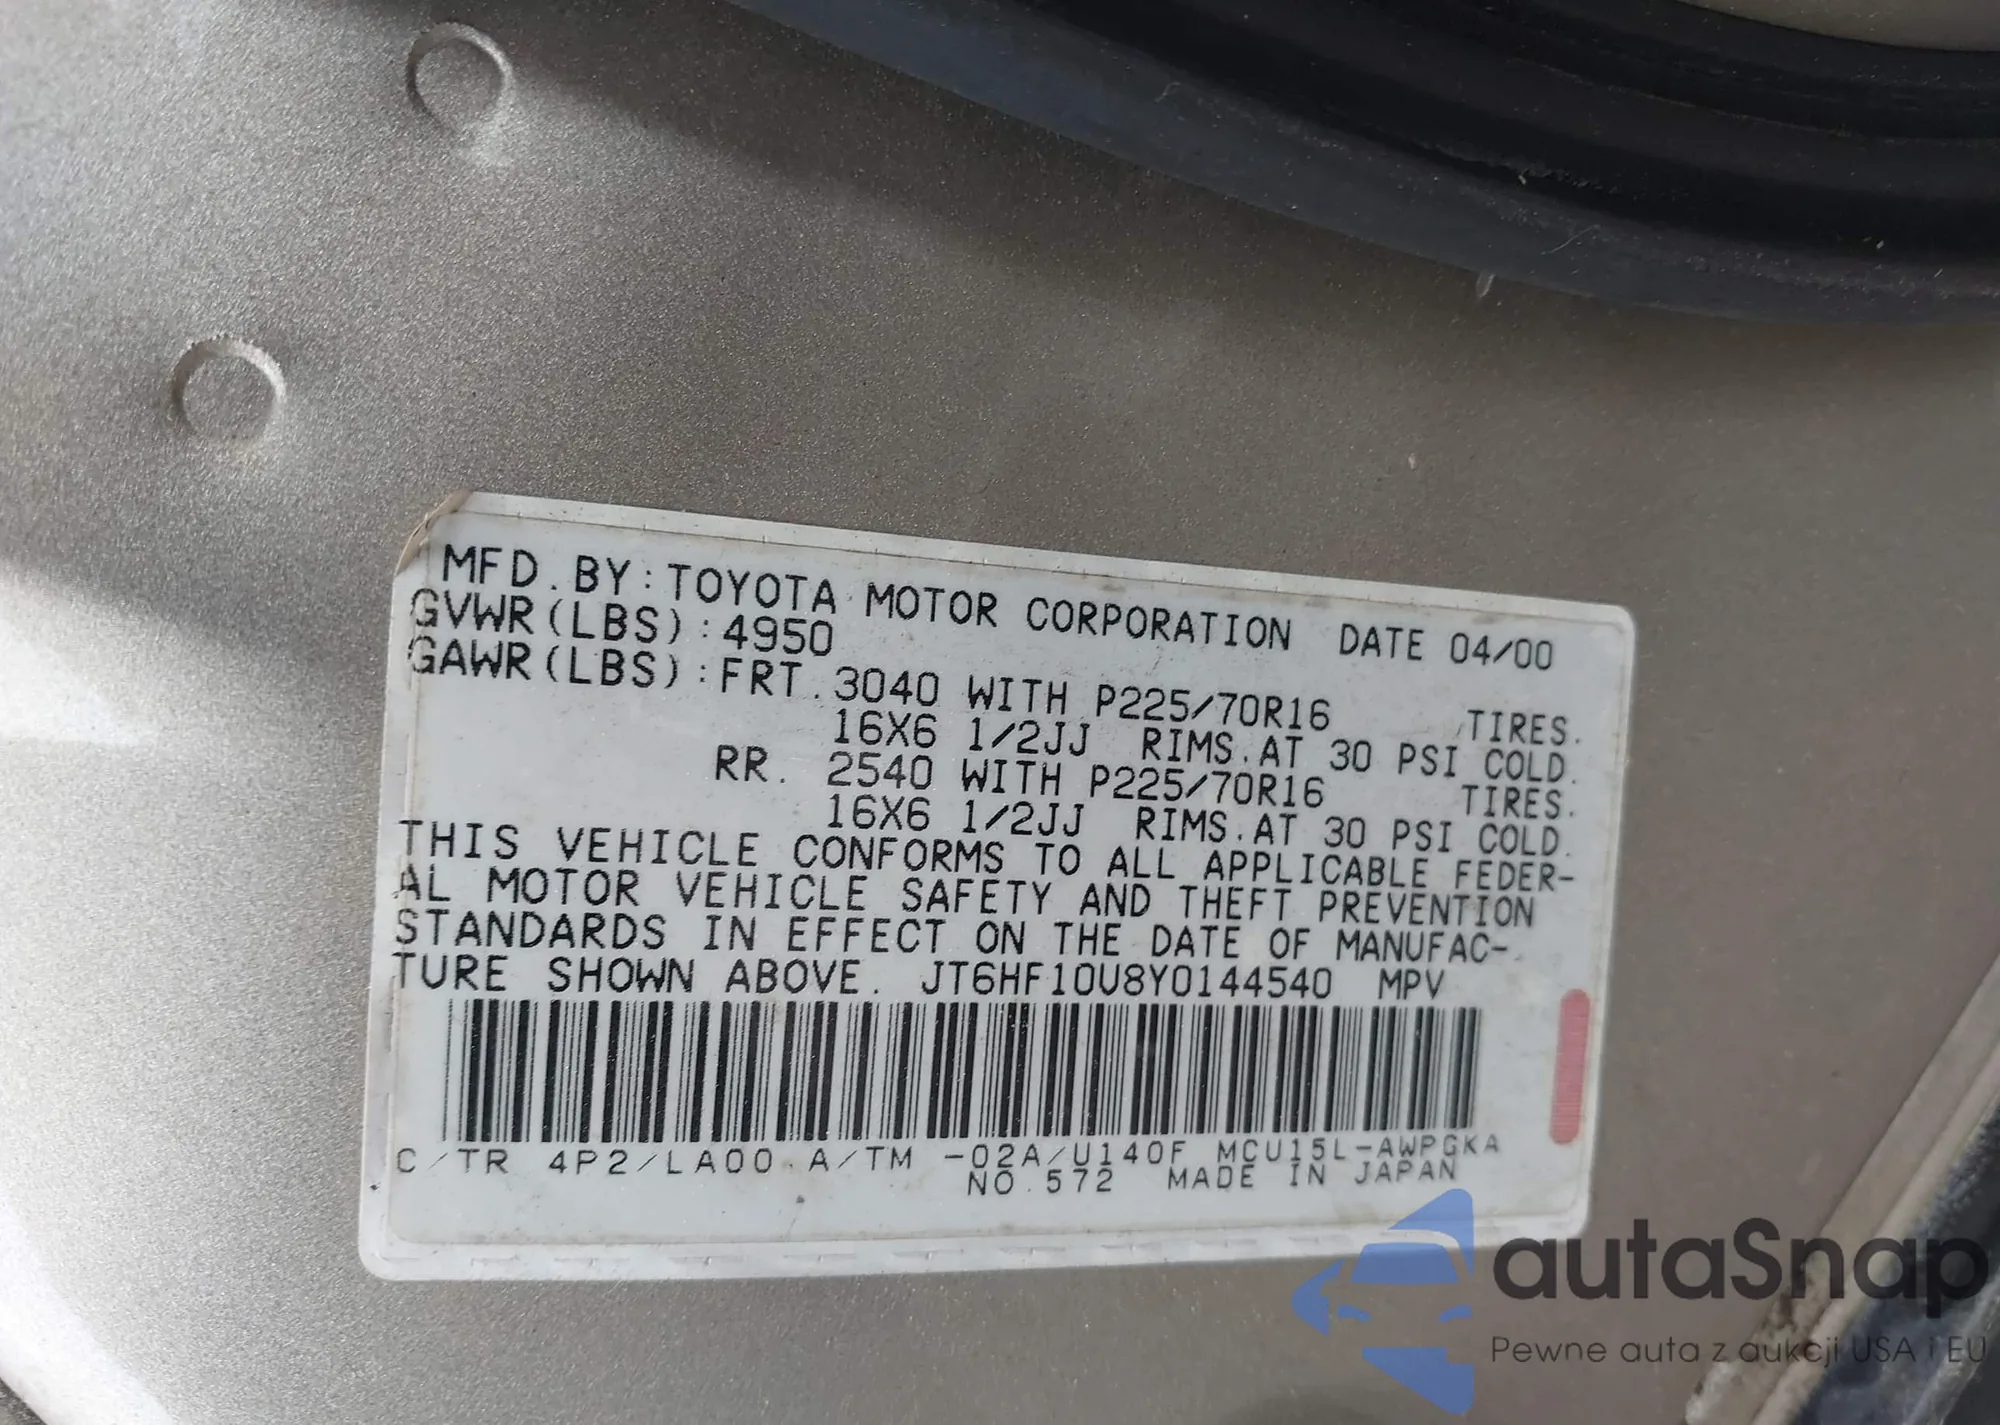 MFD.BY:TOYOTA MOTOR CORPORATION DATE 04/00
GVWR(LBS):4950
GAWR(LBS):FRT.3040 WITH P225/70R16 TIRES.
16X6 1/2JJ RIMS.AT 30 PSI COLD.
RR. 2540 WITH P225/70R16 TIRES.
16X6 1/2JJ RIMS.AT 30 PSI COLD.
THIS VEHICLE CONFORMS TO ALL APPLICABLE FEDER-
AL MOTOR VEHICLE SAFETY AND THEFT PREVENTION
STANDARDS IN EFFECT ON THE DATE OF MANUFAC-
TURE SHOWN ABOVE. JT6HF10U8Y0144540 MPV
C/TR 4P2/LA00 A/TM -02A/U140F MCU15L-AWPGKA
NO.572 MADE IN JAPAN
autaSnap
Pewne auta z aukcji USA i EU